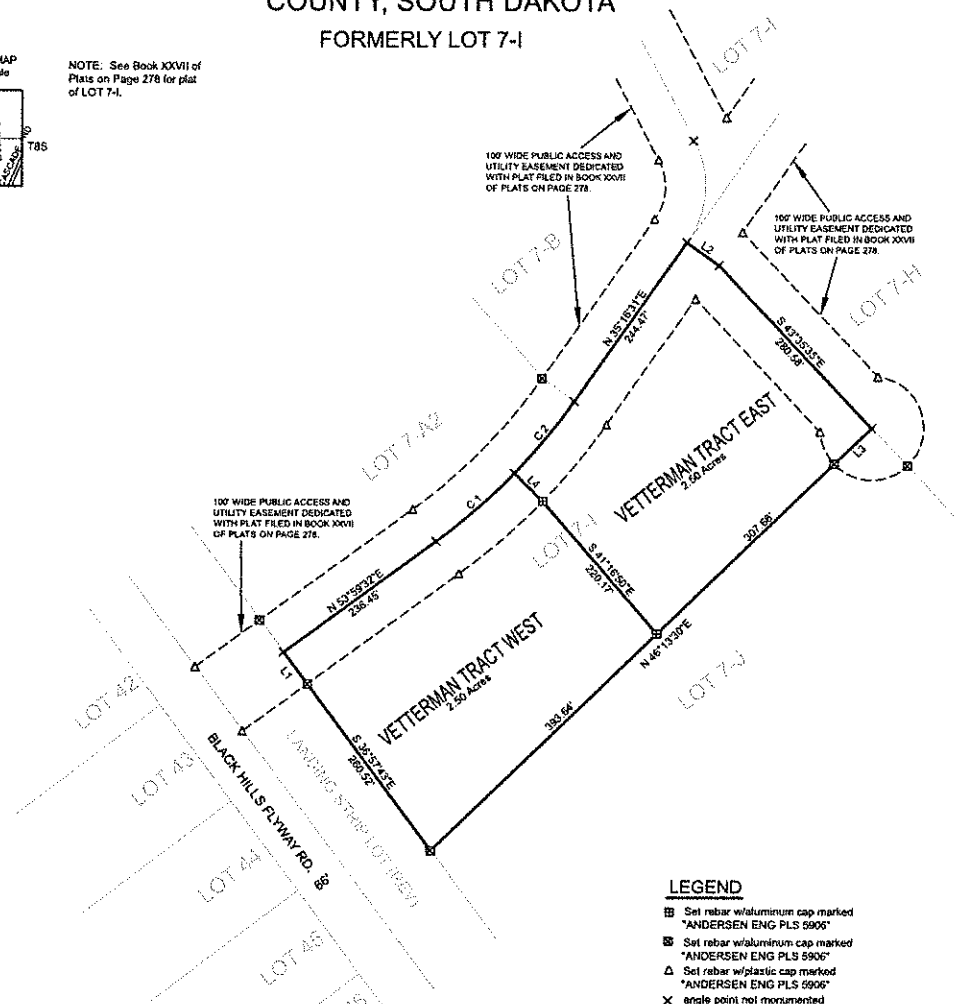 COUNTY, SOUTH DAKOTA
FORMERLY LOT 7-I
NOTE: See Book XXVII of
Plats on Page 278 for plat
of LOT 7-I.
T8S
CASCADE
LOT 7-I
100' WIDE PUBLIC ACCESS AND
UTILITY EASEMENT DEDICATED
WITH PLAT FILED IN BOOK XXVII
OF PLATS ON PAGE 278.
100' WIDE PUBLIC ACCESS AND
UTILITY EASEMENT DEDICATED
WITH PLAT FILED IN BOOK XXVII
OF PLATS ON PAGE 278.
LOT 7-B
L2
LOT 7-H
N 35°16'31"E
244.47'
S 43°35'35"E
280.58'
C2
LOT 7-A2
VETTERMAN TRACT EAST
2.50 Acres
L3
L4
C1
100' WIDE PUBLIC ACCESS AND
UTILITY EASEMENT DEDICATED
WITH PLAT FILED IN BOOK XXVII
OF PLATS ON PAGE 278.
LOT 7-I
307.68'
S 41°16'50"E
220.17'
N 53°59'32"E
236.45'
VETTERMAN TRACT WEST
2.50 Acres
N 46°13'30"E
LOT 7-J
L1
393.64'
LOT 42
S 36°57'43"E
260.52'
LOT 43
BLACK HILLS FLYWAY RD.
66'
LANDING STRIP LOT (REV)
LOT 44
LOT 45
LEGEND
Set rebar w/aluminum cap marked
"ANDERSEN ENG PLS 5906"
Set rebar w/aluminum cap marked
"ANDERSEN ENG PLS 5906"
Set rebar w/plastic cap marked
"ANDERSEN ENG PLS 5906"
angle point not monumented